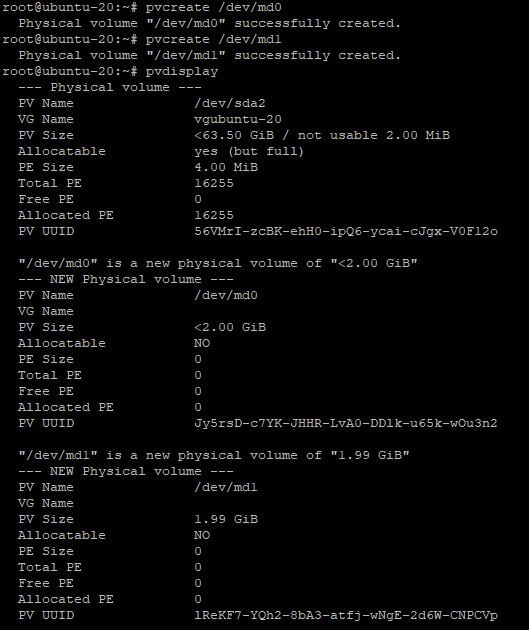 root@ubuntu-20:~# pvcreate /dev/md0
  Physical volume "/dev/md0" successfully created.
root@ubuntu-20:~# pvcreate /dev/md1
  Physical volume "/dev/md1" successfully created.
root@ubuntu-20:~# pvdisplay
  --- Physical volume ---
  PV Name               /dev/sda2
  VG Name               vgubuntu-20
  PV Size               <63.50 GiB / not usable 2.00 MiB
  Allocatable           yes (but full)
  PE Size               4.00 MiB
  Total PE              16255
  Free PE               0
  Allocated PE          16255
  PV UUID               56VMrI-zcBK-ehH0-ipQ6-ycai-cJgx-V0Fl2o

  "/dev/md0" is a new physical volume of "<2.00 GiB"
  --- NEW Physical volume ---
  PV Name               /dev/md0
  VG Name
  PV Size               <2.00 GiB
  Allocatable           NO
  PE Size               0
  Total PE              0
  Free PE               0
  Allocated PE          0
  PV UUID               Jy5rsD-c7YK-JHHR-LvA0-DDlk-u65k-wOu3n2

  "/dev/md1" is a new physical volume of "1.99 GiB"
  --- NEW Physical volume ---
  PV Name               /dev/md1
  VG Name
  PV Size               1.99 GiB
  Allocatable           NO
  PE Size               0
  Total PE              0
  Free PE               0
  Allocated PE          0
  PV UUID               lReKF7-YQh2-8bA3-atfj-wNgE-2d6W-CNPCVp